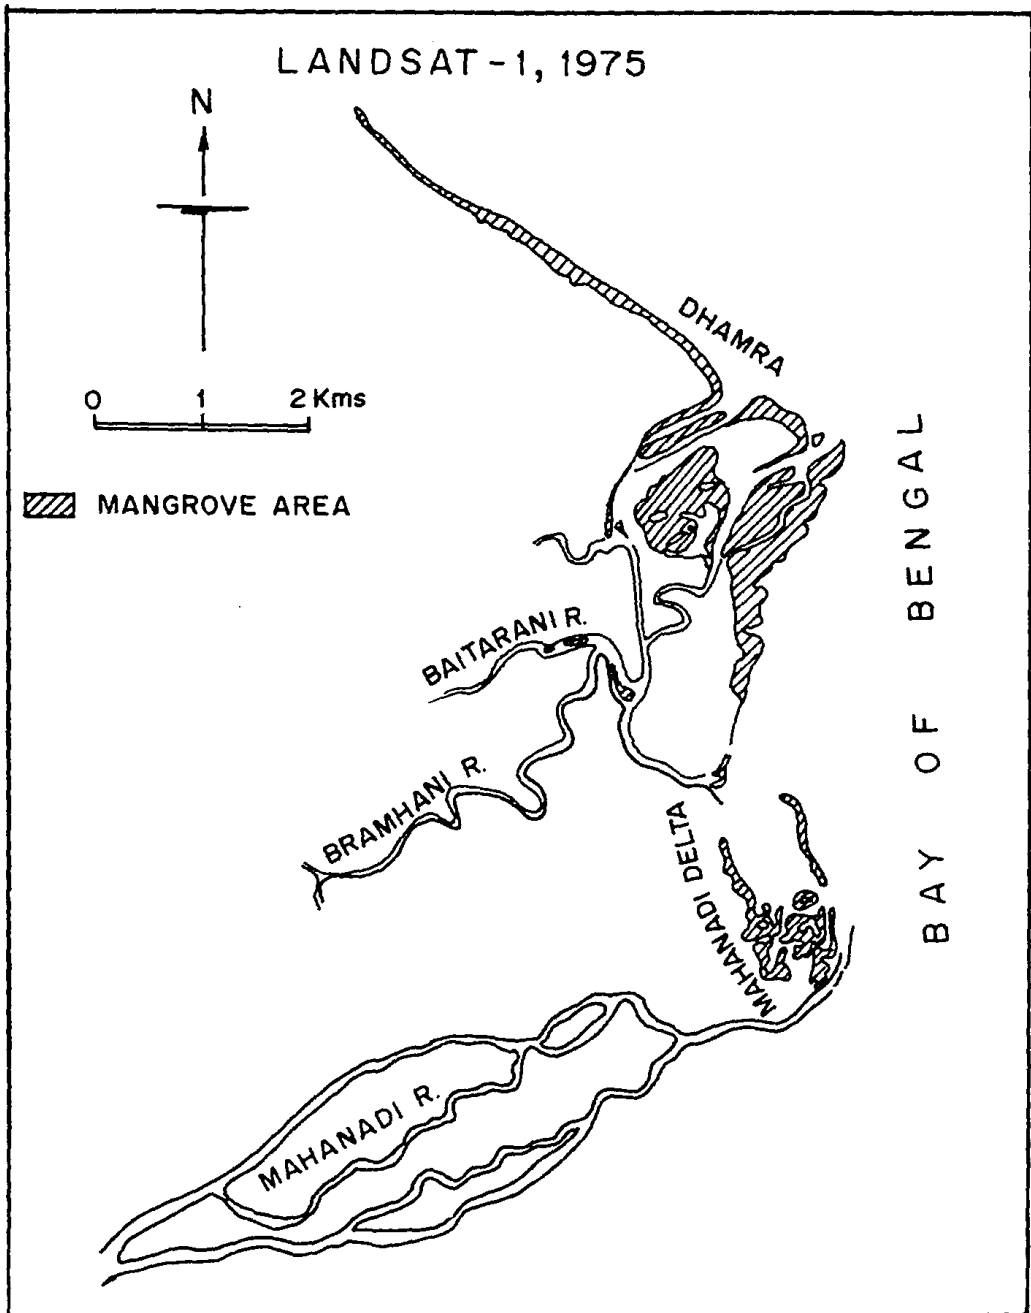 LANDSAT-1, 1975
N
0 1 2 Kms
MANGROVE AREA
DHAMRA
BAY OF BENGAL
BAITARANI R.
BRAMHANI R.
MAHANADI DELTA
MAHANADI R.